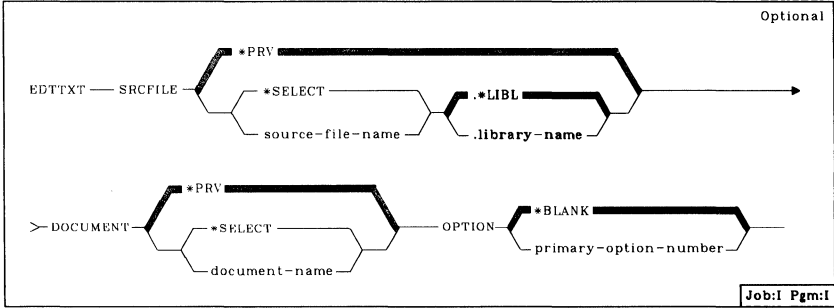 Optional
*PRV
EDTTXT SRCFILE *SELECT .*LIBL
source-file-name .library-name
*PRV *BLANK
DOCUMENT *SELECT OPTION
document-name primary-option-number
Job:I Pgm:I